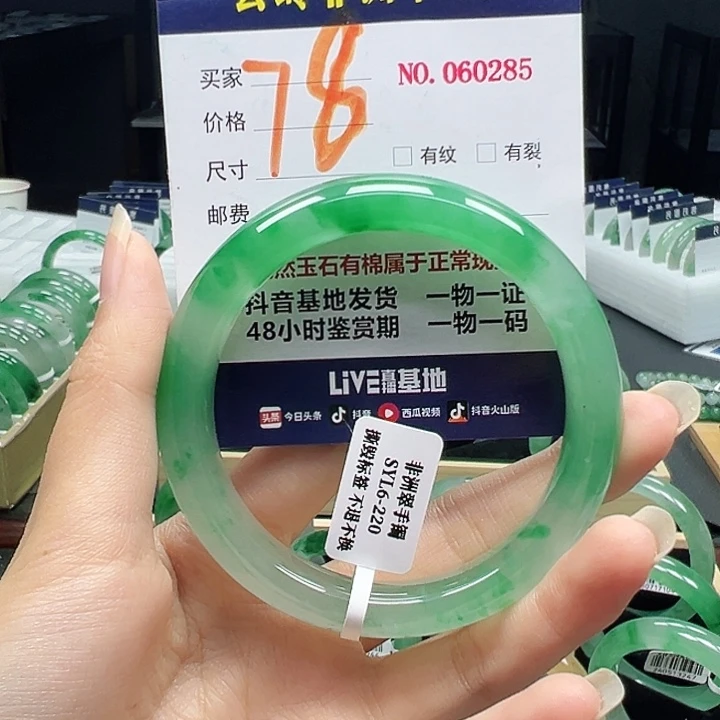 买家 78 NO. 060285
价格
尺寸 □有纹 □有裂
邮费
然玉石有棉属于正常现
抖音基地发货 一物一证
48小时鉴赏期 一物一码
LiVE直播基地
头条 今日头条 抖音 西瓜视频 抖音火山版
非洲翠手镯
SYL6-220
撕毁标签 不退不换